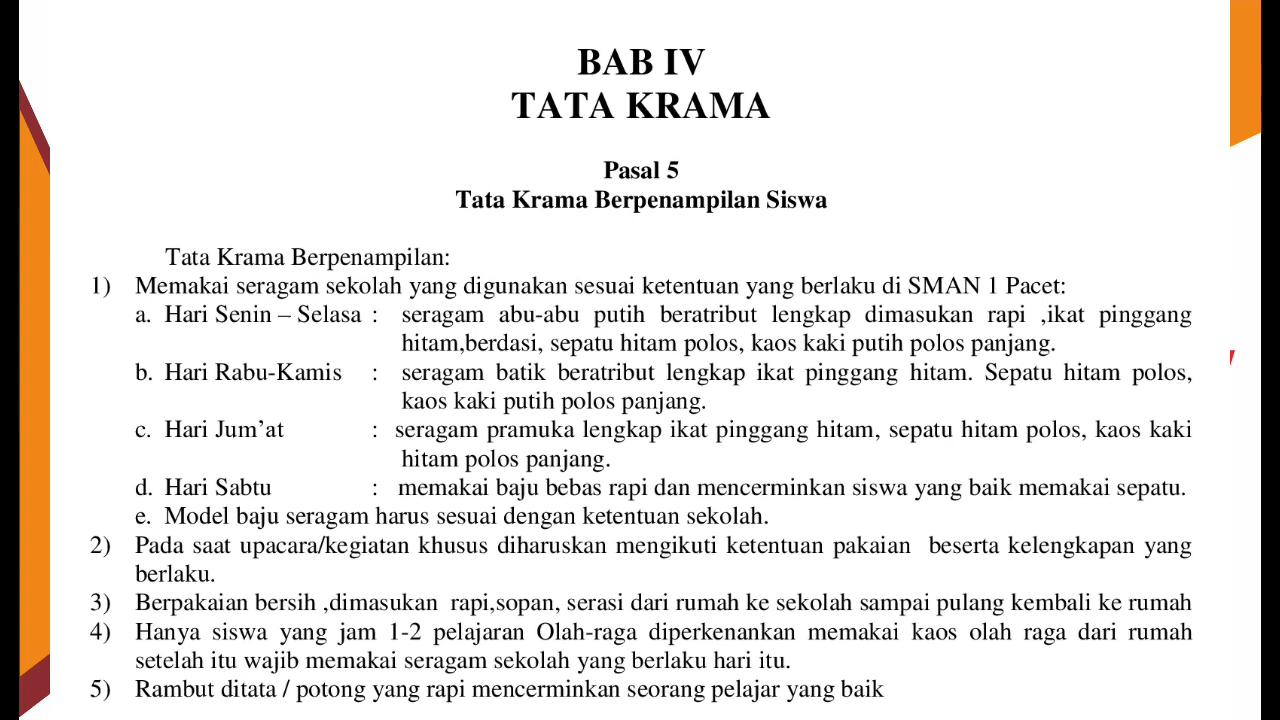 BAB IV
TATA KRAMA
Pasal 5
Tata Krama Berpenampilan Siswa
Tata Krama Berpenampilan:
1) Memakai seragam sekolah yang digunakan sesuai ketentuan yang berlaku di SMAN 1 Pacet:
a. Hari Senin – Selasa : seragam abu-abu putih beratribut lengkap dimasukan rapi ,ikat pinggang
hitam,berdasi, sepatu hitam polos, kaos kaki putih polos panjang.
b. Hari Rabu-Kamis : seragam batik beratribut lengkap ikat pinggang hitam. Sepatu hitam polos,
kaos kaki putih polos panjang.
c. Hari Jum’at : seragam pramuka lengkap ikat pinggang hitam, sepatu hitam polos, kaos kaki
hitam polos panjang.
d. Hari Sabtu : memakai baju bebas rapi dan mencerminkan siswa yang baik memakai sepatu.
e. Model baju seragam harus sesuai dengan ketentuan sekolah.
2) Pada saat upacara/kegiatan khusus diharuskan mengikuti ketentuan pakaian beserta kelengkapan yang
berlaku.
3) Berpakaian bersih ,dimasukan rapi,sopan, serasi dari rumah ke sekolah sampai pulang kembali ke rumah
4) Hanya siswa yang jam 1-2 pelajaran Olah-raga diperkenankan memakai kaos olah raga dari rumah
setelah itu wajib memakai seragam sekolah yang berlaku hari itu.
5) Rambut ditata / potong yang rapi mencerminkan seorang pelajar yang baik